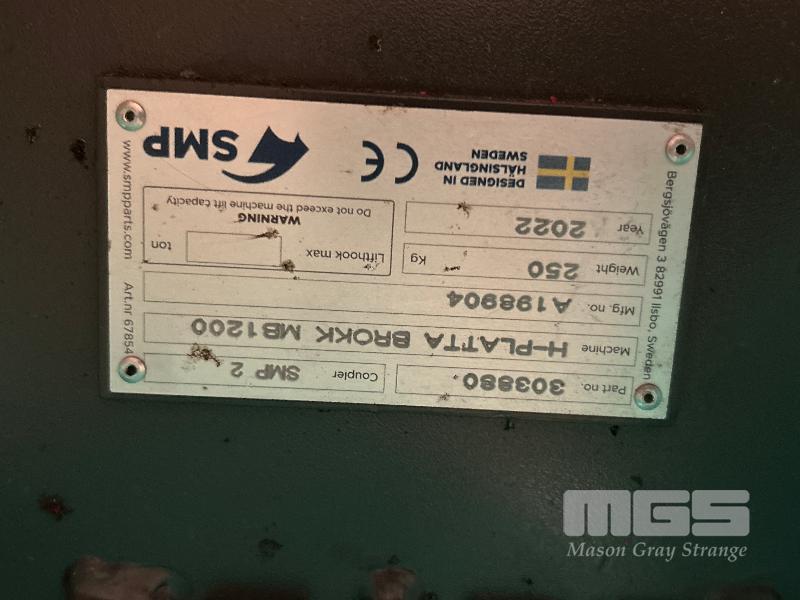 Part no. 303880.
Coupler SMP 2
Machine H-PLATTA BROKK MB1200
Mfg. no. A198904
Weight 250 Kg
Year 2022
Lifthook max ton
WARNING
Do not exceed the machine lift capacity
DESIGNED IN
HÄLSINGLAND
SWEDEN
CE
SMP
Bergsjövägen 3 82991 Ilsbo, Sweden
www.smpparts.com Art.nr 67854
MGS
Mason Gray Strange